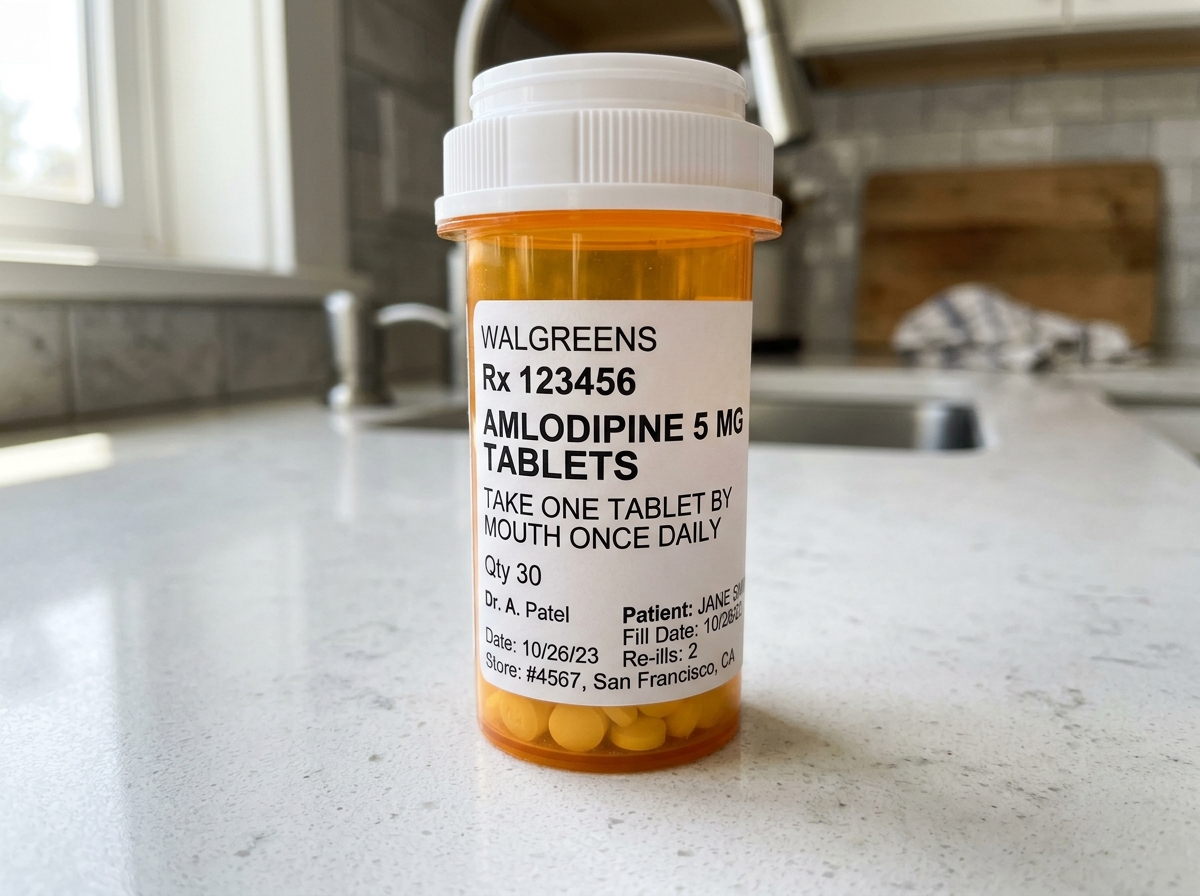 WALGREENS
Rx 123456
AMLODIPINE 5 MG
TABLETS
TAKE ONE TABLET BY
MOUTH ONCE DAILY
Qty 30
Dr. A. Patel
Date: 10/26/23
Patient: JANE
Fill Date:
Re-ills: 2
Store: #4567, San Francisco, CA